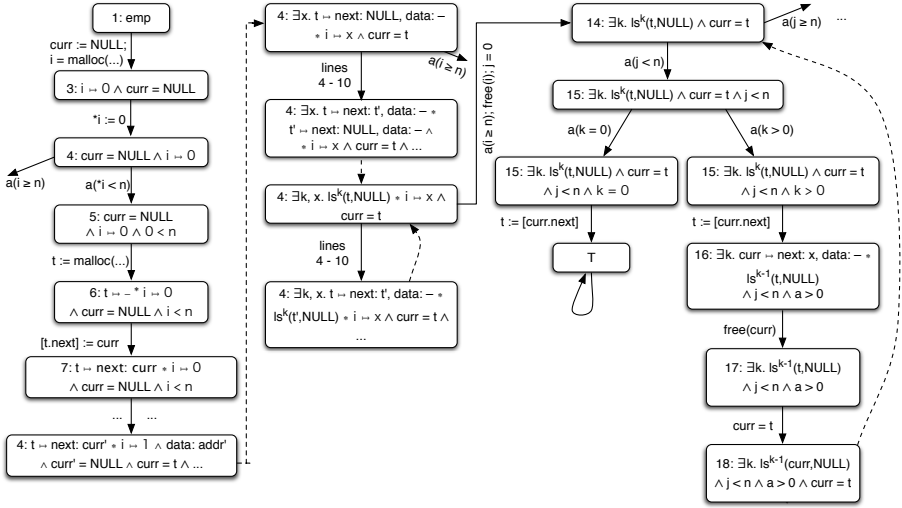 1: emp
curr := NULL;
i = malloc(...)
3: i ↦ 0 ∧ curr = NULL
*i := 0
4: curr = NULL ∧ i ↦ 0
a(i ≥ n)
a(*i < n)
5: curr = NULL
∧ i ↦ 0 ∧ 0 < n
t := malloc(...)
6: t ↦ _ * i ↦ 0
∧ curr = NULL ∧ i < n
[t.next] := curr
7: t ↦ next: curr * i ↦ 0
∧ curr = NULL ∧ i < n
... ...
4: t ↦ next: curr' * i ↦ 1 ∧ data: addr'
∧ curr' = NULL ∧ curr = t ∧ ...
4: ∃x. t ↦ next: NULL, data: –
* i ↦ x ∧ curr = t
a(i ≥ n)
lines
4 - 10
4: ∃x. t ↦ next: t', data: – *
t' ↦ next: NULL, data: – ∧
* i ↦ x ∧ curr = t ∧ ...
4: ∃k, x. ls^k(t,NULL) * i ↦ x ∧
curr = t
lines
4 - 10
4: ∃k, x. t ↦ next: t', data: – *
ls^k(t',NULL) * i ↦ x ∧ curr = t ∧
...
a(i ≥ n); free(i); j = 0
14: ∃k. ls^k(t,NULL) ∧ curr = t
a(j ≥ n)
...
a(j < n)
15: ∃k. ls^k(t,NULL) ∧ curr = t ∧ j < n
a(k = 0)
a(k > 0)
15: ∃k. ls^k(t,NULL) ∧ curr = t
∧ j < n ∧ k = 0
t := [curr.next]
T
15: ∃k. ls^k(t,NULL) ∧ curr = t
∧ j < n ∧ k > 0
t := [curr.next]
16: ∃k. curr ↦ next: x, data: – *
ls^k-1(t,NULL)
∧ j < n ∧ a > 0
free(curr)
17: ∃k. ls^k-1(t,NULL)
∧ j < n ∧ a > 0
curr = t
18: ∃k. ls^k-1(curr,NULL)
∧ j < n ∧ a > 0 ∧ curr = t